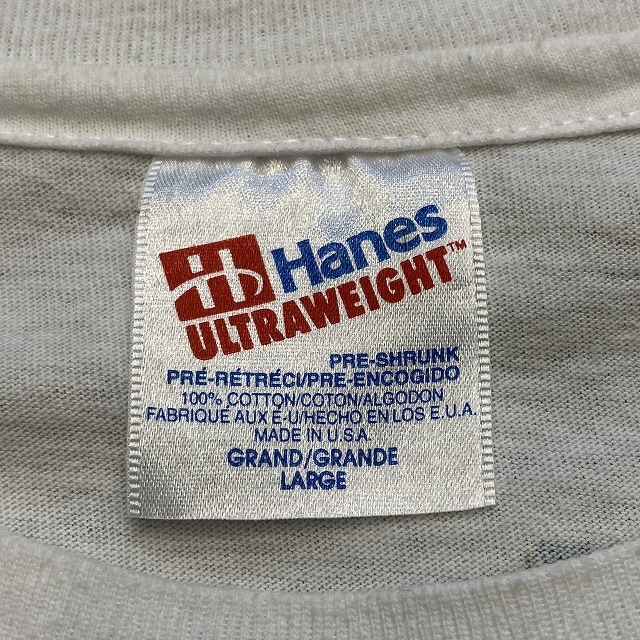 Hanes
ULTRAWEIGHT™
PRE-SHRUNK
PRÉ-RÉTRÉCI/PRE-ENCOGIDO
100% COTTON/COTON/ALGODON
FABRIQUÉ AUX É-U/HECHO EN LOS E.U.A.
MADE IN U.S.A.
GRAND/GRANDE
LARGE